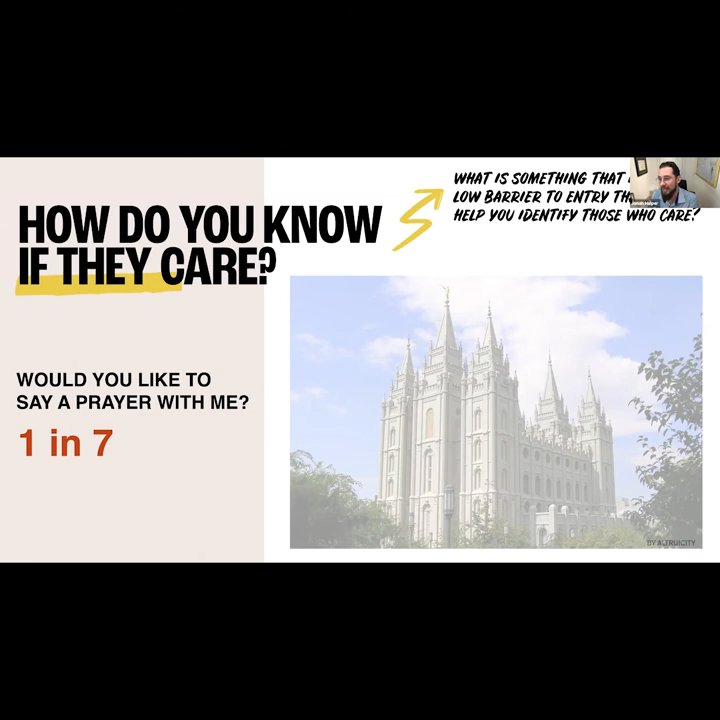 HOW DO YOU KNOW
IF THEY CARE?
WHAT IS SOMETHING THAT
LOW BARRIER TO ENTRY
HELP YOU IDENTIFY THOSE WHO CARE?
WOULD YOU LIKE TO
SAY A PRAYER WITH ME?
1 in 7
BY ALTRUICITY